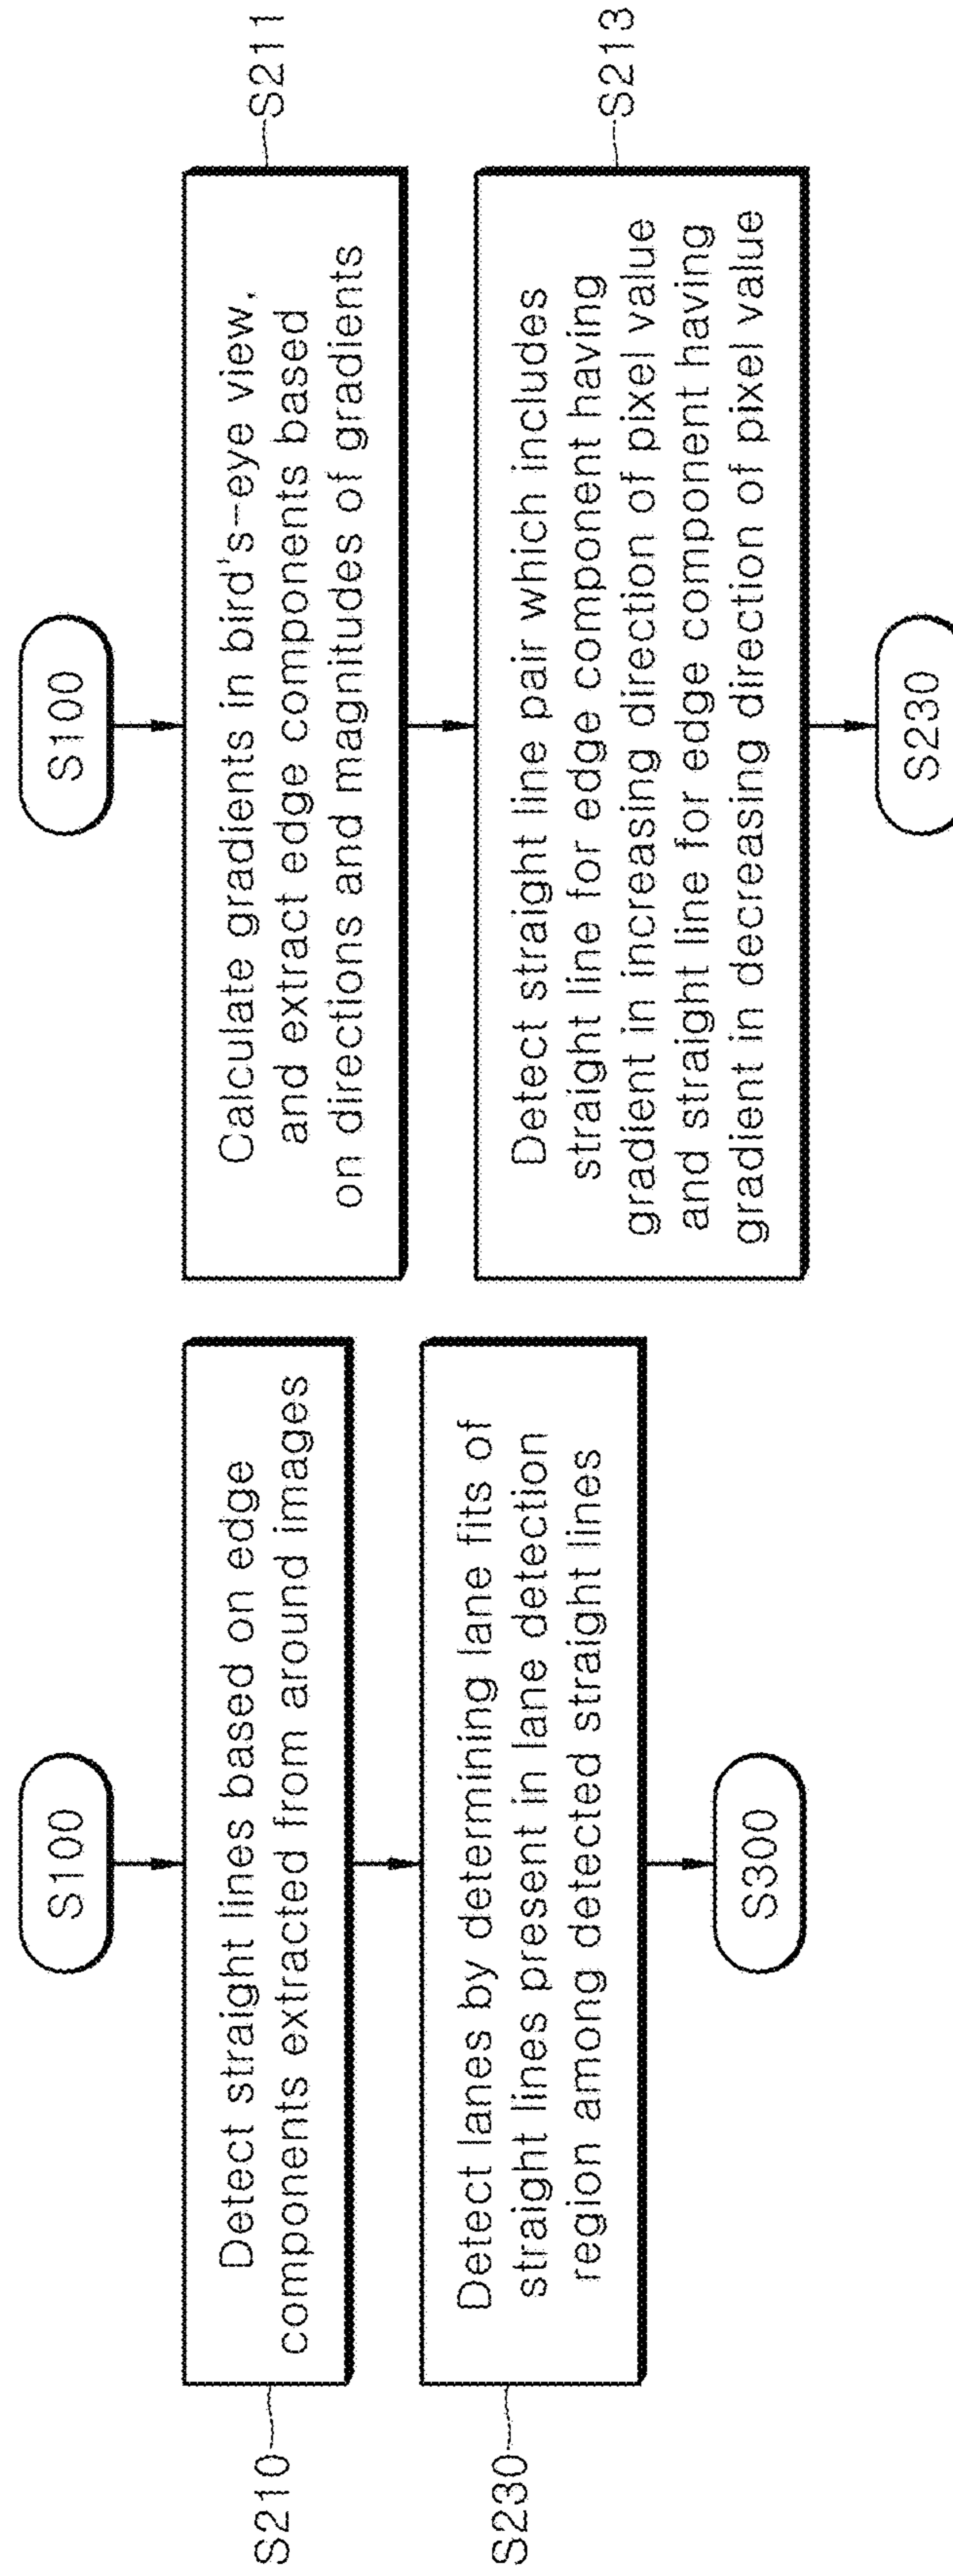 S100
S210
Detect straight lines based on edge
components extracted from around images
S230
Detect lanes by determining lane fits of
straight lines present in lane detection
region among detected straight lines
S300
S100
Calculate gradients in bird's-eye view,
and extract edge components based
on directions and magnitudes of gradients
S211
Detect straight line pair which includes
straight line for edge component having
gradient in increasing direction of pixel value
and straight line for edge component having
gradient in decreasing direction of pixel value
S213
S230